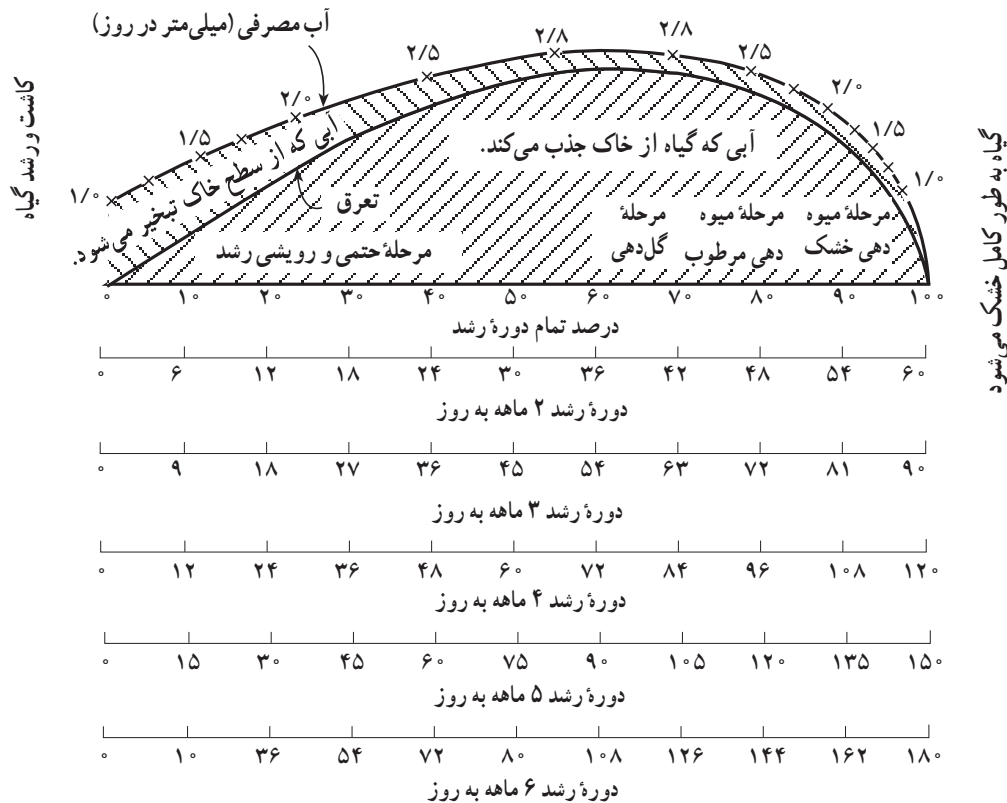 آب مصرفی (میلی‌متر در روز)
۱/۰ ۱/۵ ۲/۰ ۲/۵ ۲/۸ ۲/۸ ۲/۵ ۲/۰ ۱/۵ ۱/۰
کاشت و رشد گیاه
گیاه به طور کامل خشک می‌شود
آبی که از سطح خاک تبخیر می‌شود.
آبی که گیاه از خاک جذب می‌کند.
تعرق
مرحلهٔ حتمی و رویشی رشد
مرحلهٔ
گل‌دهی
مرحلهٔ میوه
دهی مرطوب
مرحلهٔ میوه
دهی خشک
۰ ۱۰ ۲۰ ۳۰ ۴۰ ۵۰ ۶۰ ۷۰ ۸۰ ۹۰ ۱۰۰
درصد تمام دورهٔ رشد
۰ ۶ ۱۲ ۱۸ ۲۴ ۳۰ ۳۶ ۴۲ ۴۸ ۵۴ ۶۰
دورهٔ رشد ۲ ماهه به روز
۰ ۹ ۱۸ ۲۷ ۳۶ ۴۵ ۵۴ ۶۳ ۷۲ ۸۱ ۹۰
دورهٔ رشد ۳ ماهه به روز
۰ ۱۲ ۲۴ ۳۶ ۴۸ ۶۰ ۷۲ ۸۴ ۹۶ ۱۰۸ ۱۲۰
دورهٔ رشد ۴ ماهه به روز
۰ ۱۵ ۳۰ ۴۵ ۶۰ ۷۵ ۹۰ ۱۰۵ ۱۲۰ ۱۳۵ ۱۵۰
دورهٔ رشد ۵ ماهه به روز
۰ ۱۰ ۳۶ ۵۴ ۷۲ ۸۰ ۱۰۸ ۱۲۶ ۱۴۴ ۱۶۲ ۱۸۰
دورهٔ رشد ۶ ماهه به روز